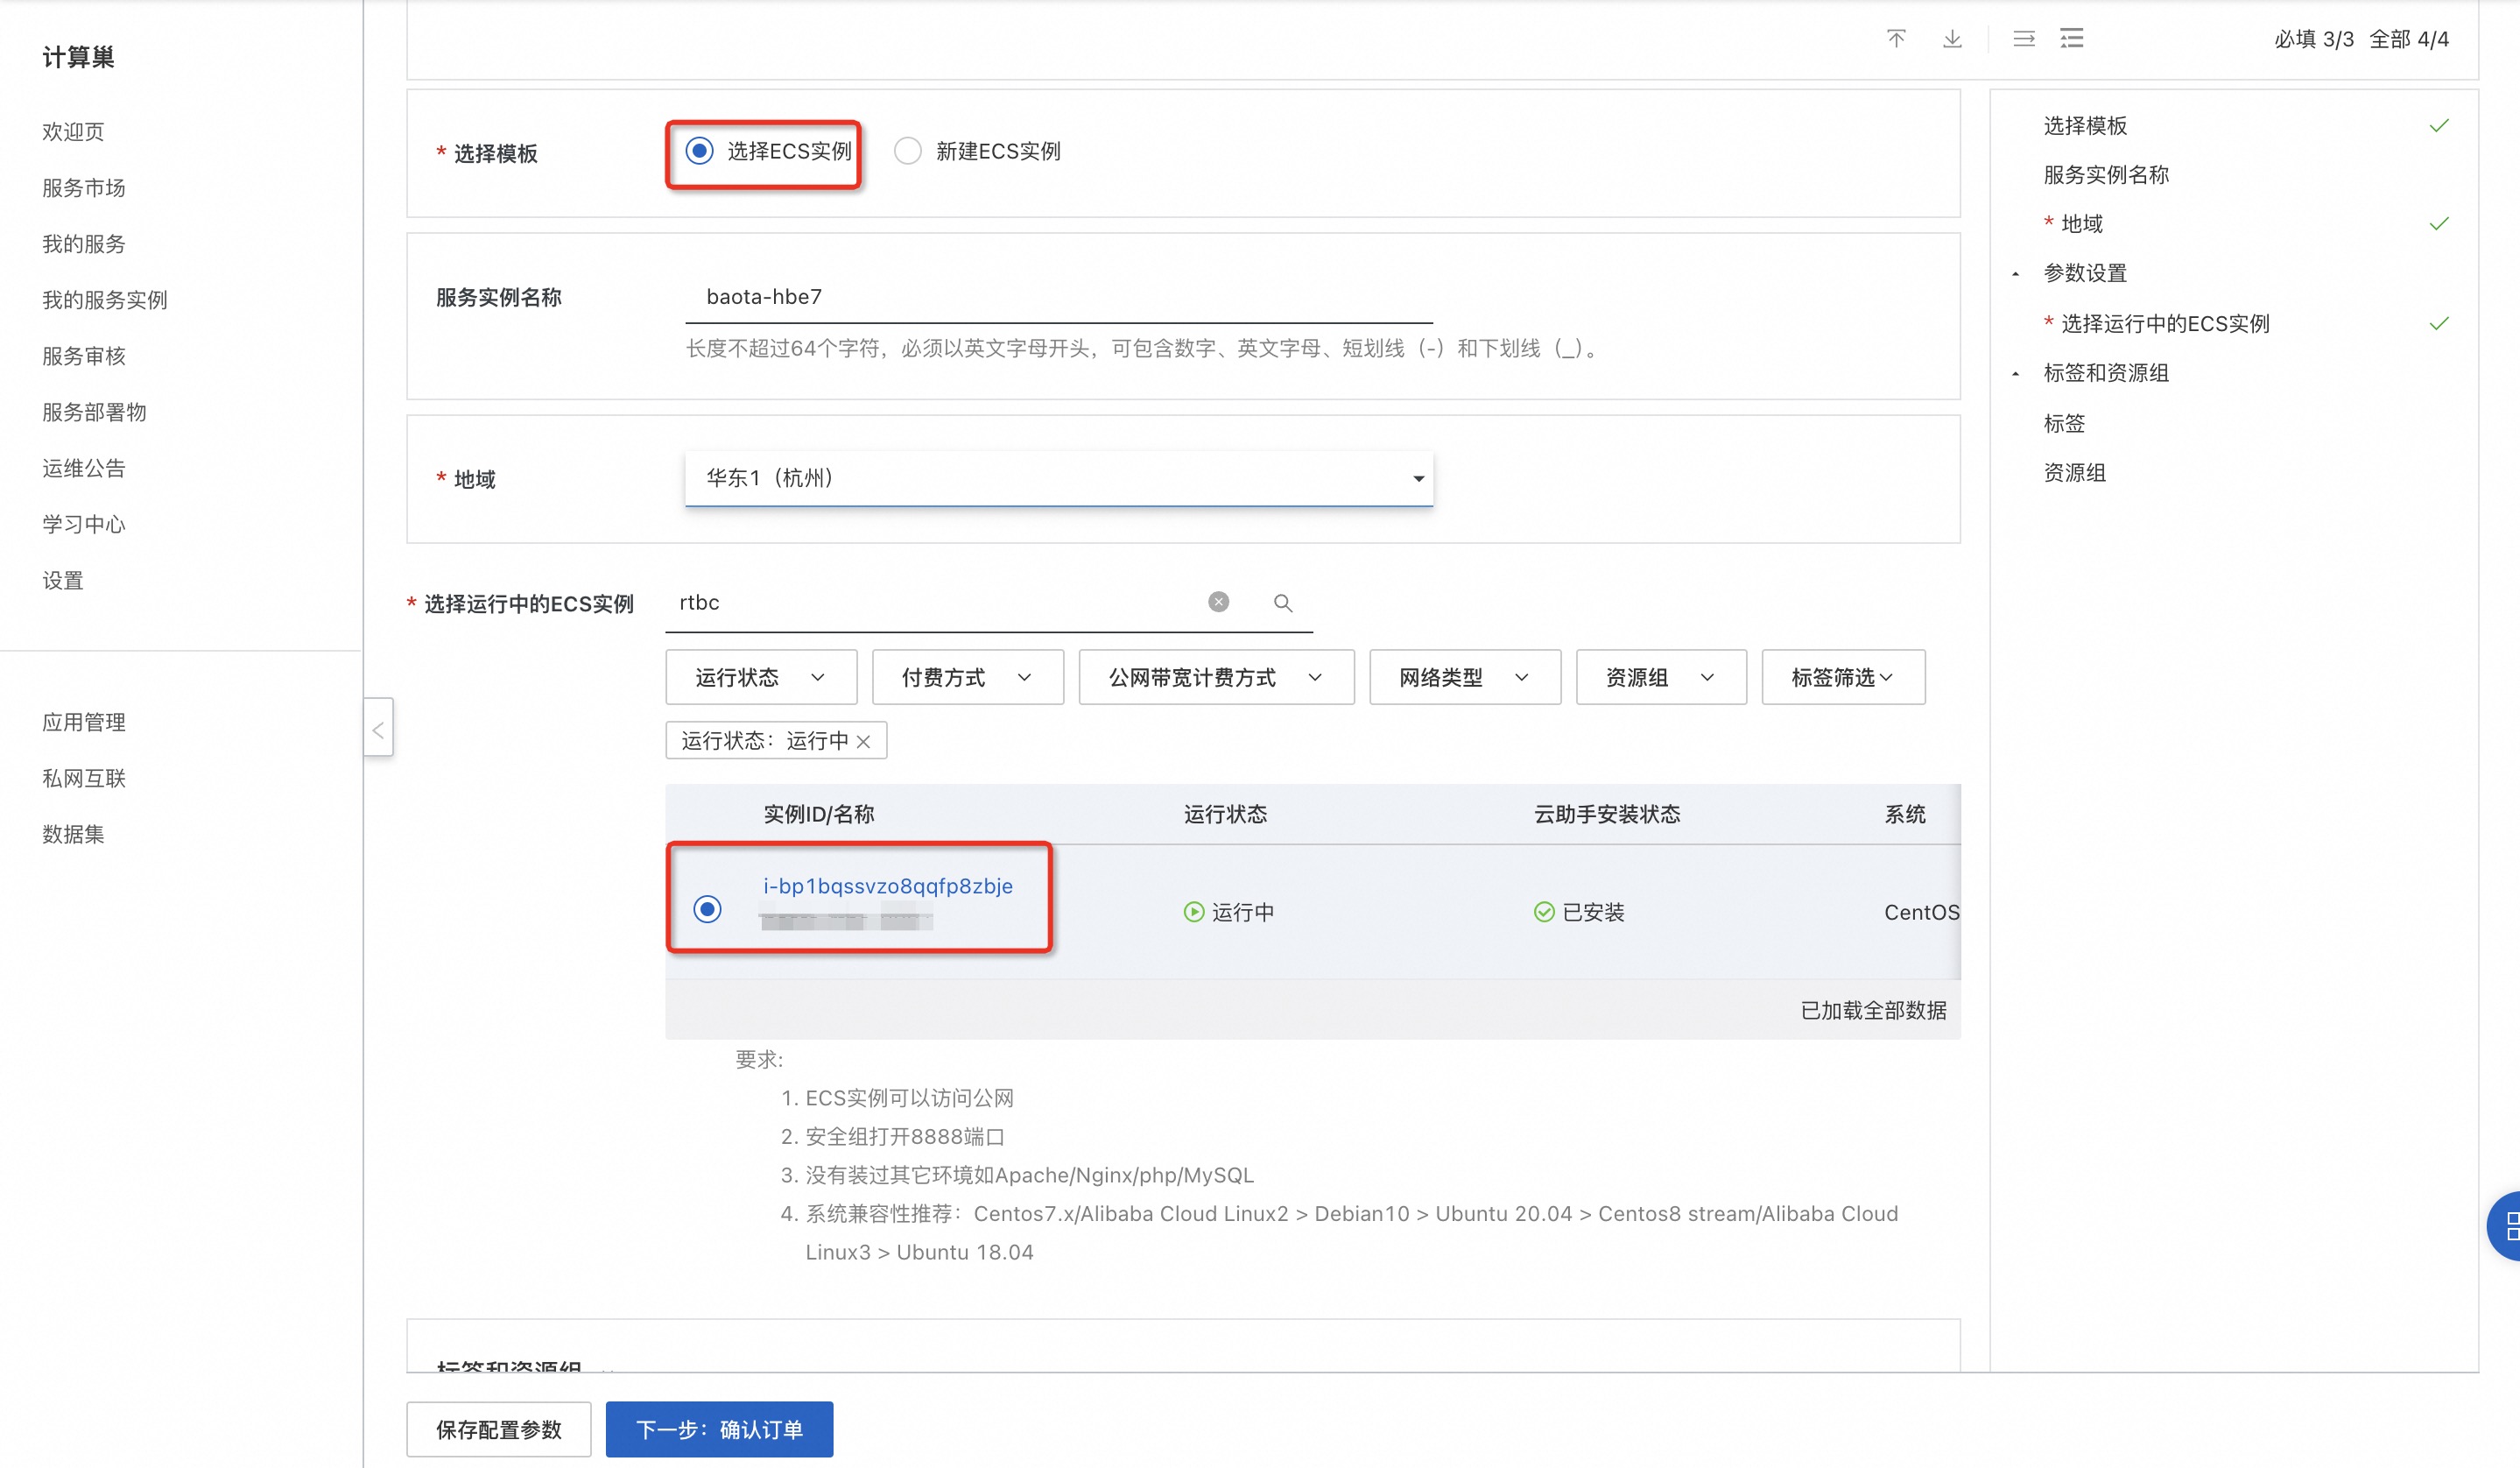 计算巢
欢迎页
服务市场
我的服务
我的服务实例
服务审核
服务部署物
运维公告
学习中心
设置
应用管理
私网互联
数据集
必填 3/3 全部 4/4
* 选择模板
选择ECS实例
新建ECS实例
服务实例名称
baota-hbe7
长度不超过64个字符，必须以英文字母开头，可包含数字、英文字母、短划线（-）和下划线（_）。
* 地域
华东1（杭州）
* 选择运行中的ECS实例
rtbc
运行状态
付费方式
公网带宽计费方式
网络类型
资源组
标签筛选
运行状态：运行中
实例ID/名称
运行状态
云助手安装状态
系统
i-bp1bqssvzo8qqfp8zbje
运行中
已安装
CentOS
已加载全部数据
要求:
1. ECS实例可以访问公网
2. 安全组打开8888端口
3. 没有装过其它环境如Apache/Nginx/php/MySQL
4. 系统兼容性推荐：Centos7.x/Alibaba Cloud Linux2 > Debian10 > Ubuntu 20.04 > Centos8 stream/Alibaba Cloud
Linux3 > Ubuntu 18.04
标签和资源组
保存配置参数
下一步：确认订单
选择模板
服务实例名称
* 地域
参数设置
* 选择运行中的ECS实例
标签和资源组
标签
资源组